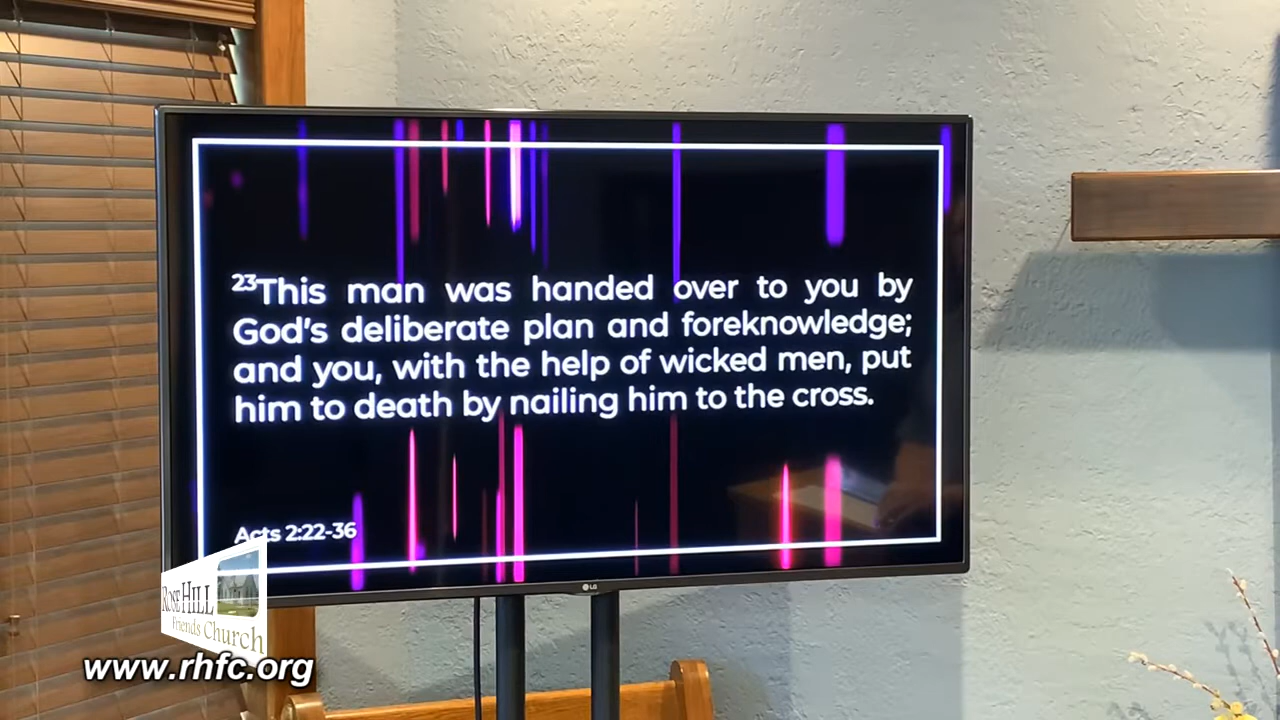 ²³This man was handed over to you by
God's deliberate plan and foreknowledge;
and you, with the help of wicked men, put
him to death by nailing him to the cross.
Acts 2:22-36
LG
ROSE HILL
Friends Church
www.rhfc.org